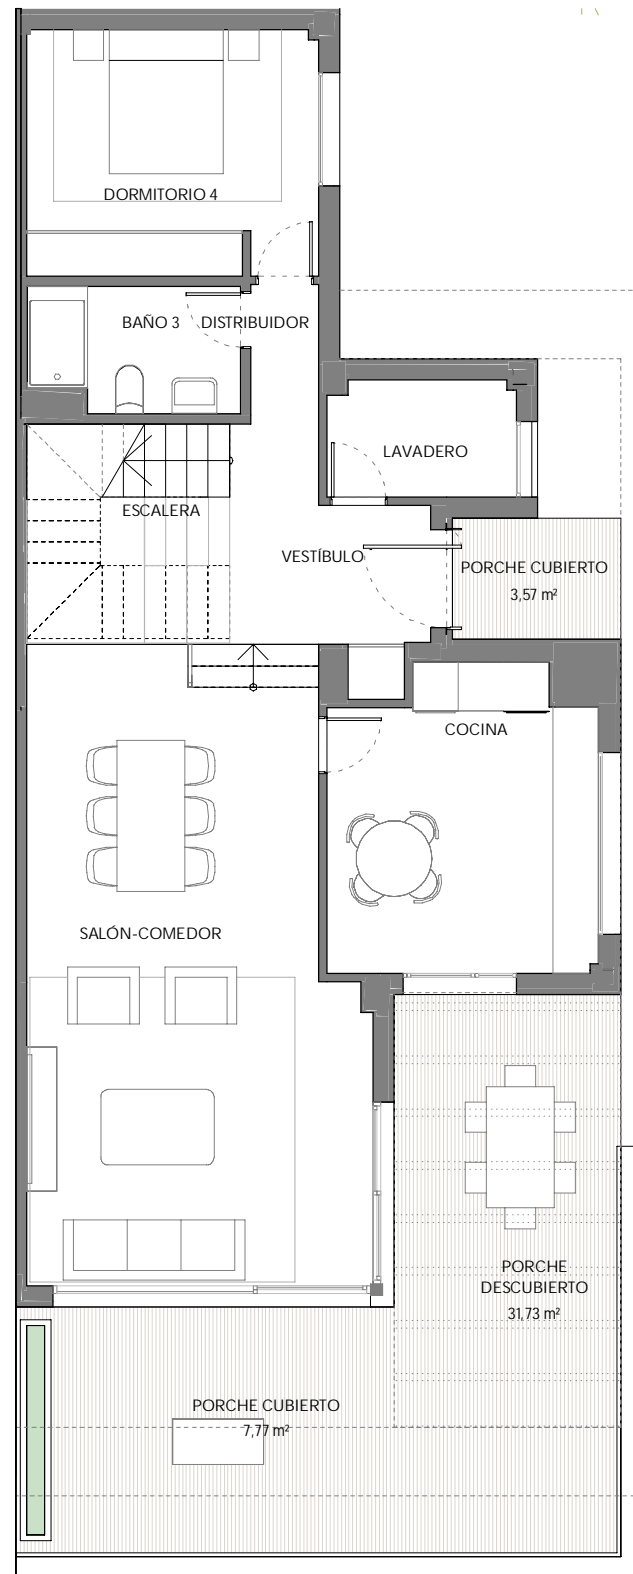 DORMITORIO 4
BAÑO 3
DISTRIBUIDOR
LAVADERO
ESCALERA
VESTÍBULO
PORCHE CUBIERTO
3,57 m²
COCINA
SALÓN-COMEDOR
PORCHE
DESCUBIERTO
31,73 m²
PORCHE CUBIERTO
7,77 m²